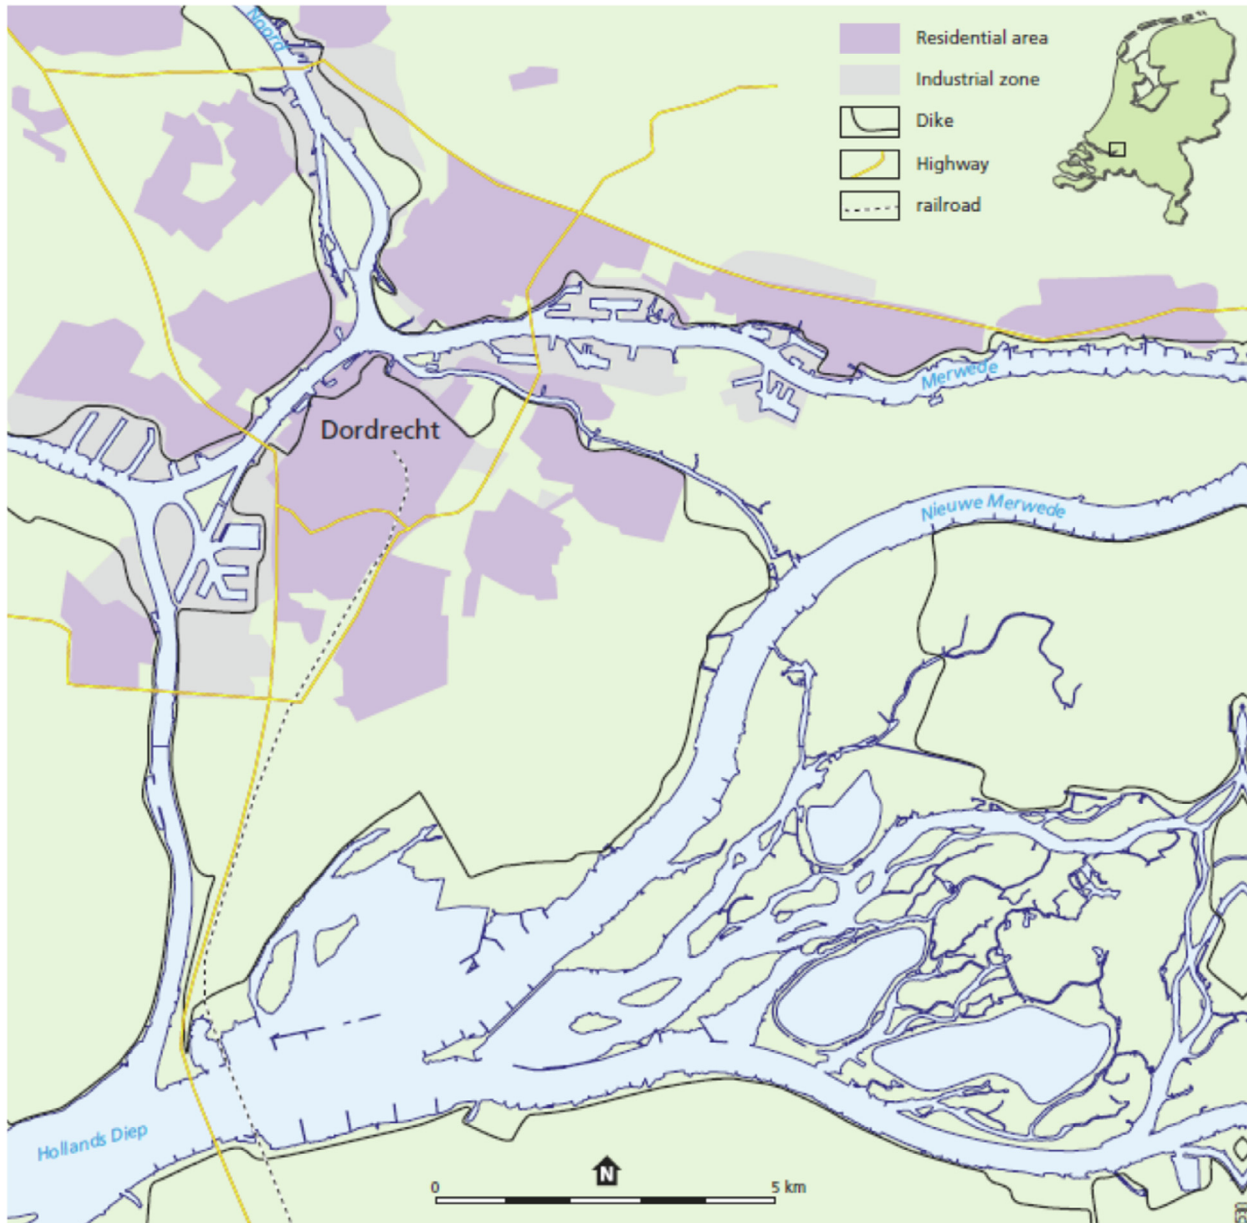 Noord
Residential area
Industrial zone
Dike
Highway
railroad
Merwede
Dordrecht
Nieuwe Merwede
Hollands Diep
N
0
5 km